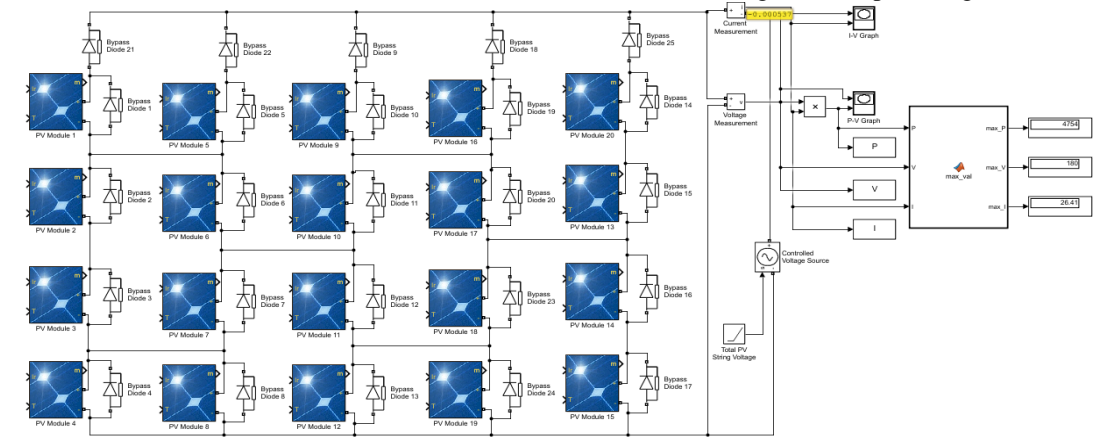 -0.000537
Current
Measurement
I-V Graph
Bypass
Diode 21
Bypass
Diode 22
Bypass
Diode 9
Bypass
Diode 18
Bypass
Diode 25
m
PV Module 1
Bypass
Diode 1
m
PV Module 5
Bypass
Diode 5
m
PV Module 9
Bypass
Diode 10
m
PV Module 16
Bypass
Diode 19
m
PV Module 20
Bypass
Diode 14
Voltage
Measurement
P-V Graph
×
P
V
I
P
V
I
max_val
max_P
max_V
max_I
4754
180
26.41
T
PV Module 2
Bypass
Diode 2
T
PV Module 6
Bypass
Diode 6
T
PV Module 10
Bypass
Diode 11
T
PV Module 17
Bypass
Diode 20
T
PV Module 13
Bypass
Diode 15
Controlled
Voltage Source
T
PV Module 3
Bypass
Diode 3
T
PV Module 7
Bypass
Diode 7
T
PV Module 11
Bypass
Diode 12
T
PV Module 18
Bypass
Diode 23
T
PV Module 14
Bypass
Diode 16
Total PV
String Voltage
T
PV Module 4
Bypass
Diode 4
T
PV Module 8
Bypass
Diode 8
T
PV Module 12
Bypass
Diode 13
T
PV Module 19
Bypass
Diode 24
T
PV Module 15
Bypass
Diode 17